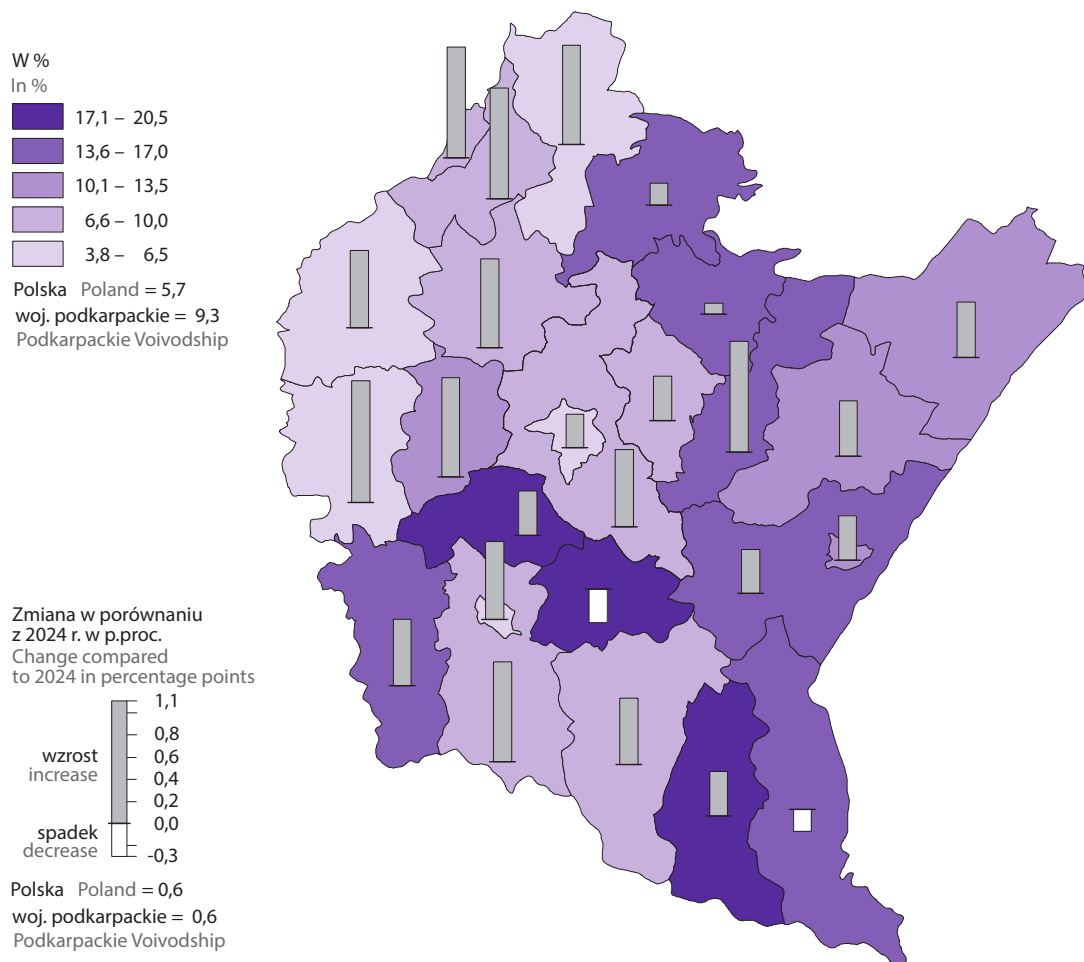 W %
In %
17,1 – 20,5
13,6 – 17,0
10,1 – 13,5
6,6 – 10,0
3,8 – 6,5
Polska Poland = 5,7
woj. podkarpackie = 9,3
Podkarpackie Voivodship
Zmiana w porównaniu
z 2024 r. w p.proc.
Change compared
to 2024 in percentage points
1,1
0,8
0,6
0,4
0,2
0,0
-0,3
wzrost
increase
spadek
decrease
Polska Poland = 0,6
woj. podkarpackie = 0,6
Podkarpackie Voivodship